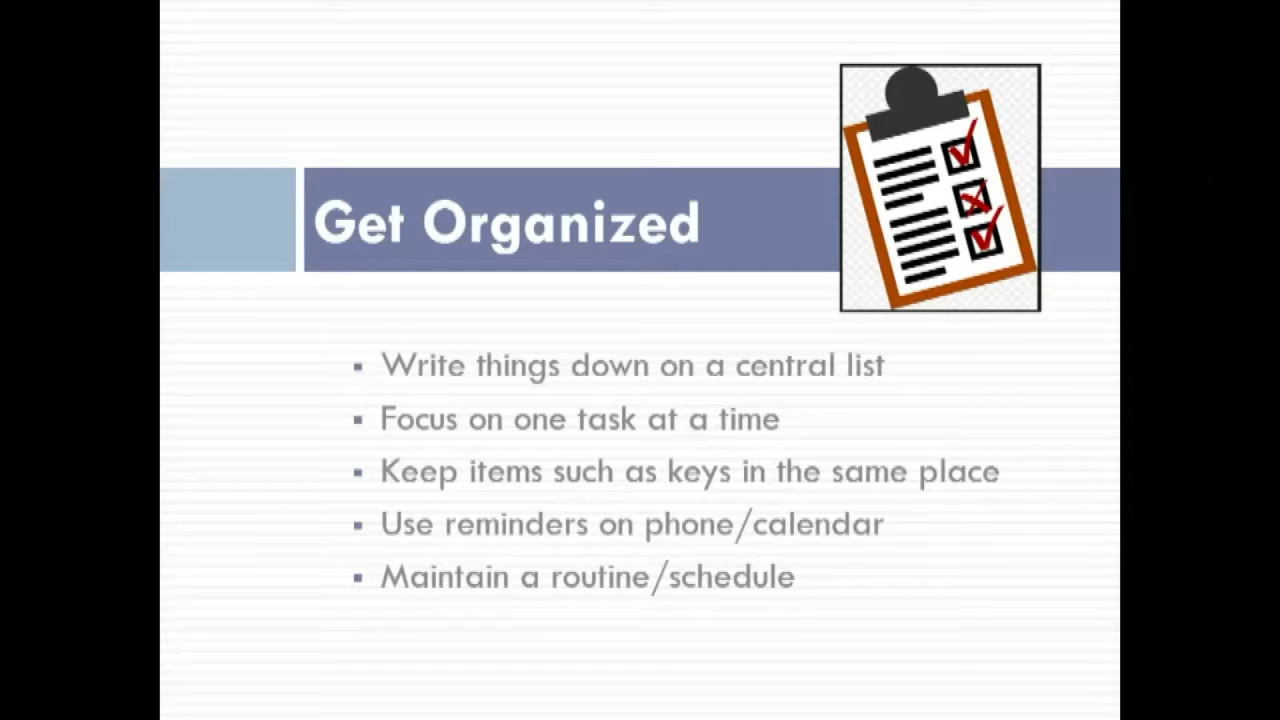 Get Organized
▪ Write things down on a central list
▪ Focus on one task at a time
▪ Keep items such as keys in the same place
▪ Use reminders on phone/calendar
▪ Maintain a routine/schedule